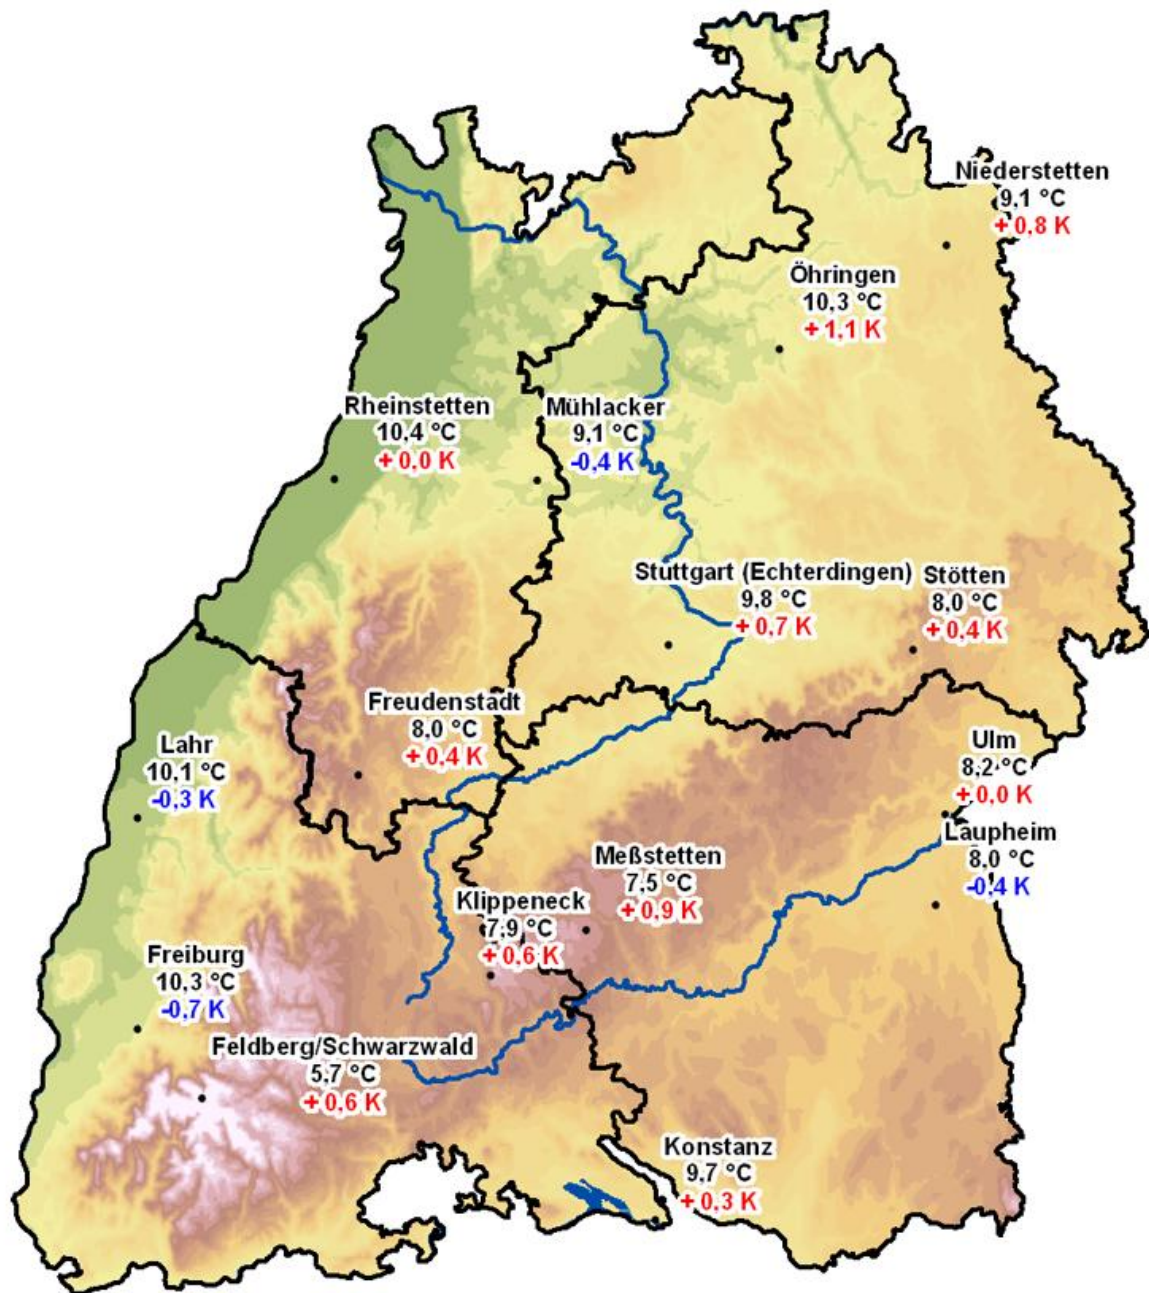 Niederstetten
9,1 °C
+ 0,8 K
Öhringen
10,3 °C
+ 1,1 K
Rheinstetten
10,4 °C
+ 0,0 K
Mühlacker
9,1 °C
-0,4 K
Stuttgart (Echterdingen)
9,8 °C
+ 0,7 K
Stötten
8,0 °C
+ 0,4 K
Freudenstadt
8,0 °C
+ 0,4 K
Lahr
10,1 °C
-0,3 K
Ulm
8,2 °C
+ 0,0 K
Laupheim
8,0 °C
-0,4 K
Meßstetten
7,5 °C
+ 0,9 K
Klippeneck
7,9 °C
+ 0,6 K
Freiburg
10,3 °C
-0,7 K
Feldberg/Schwarzwald
5,7 °C
+ 0,6 K
Konstanz
9,7 °C
+ 0,3 K